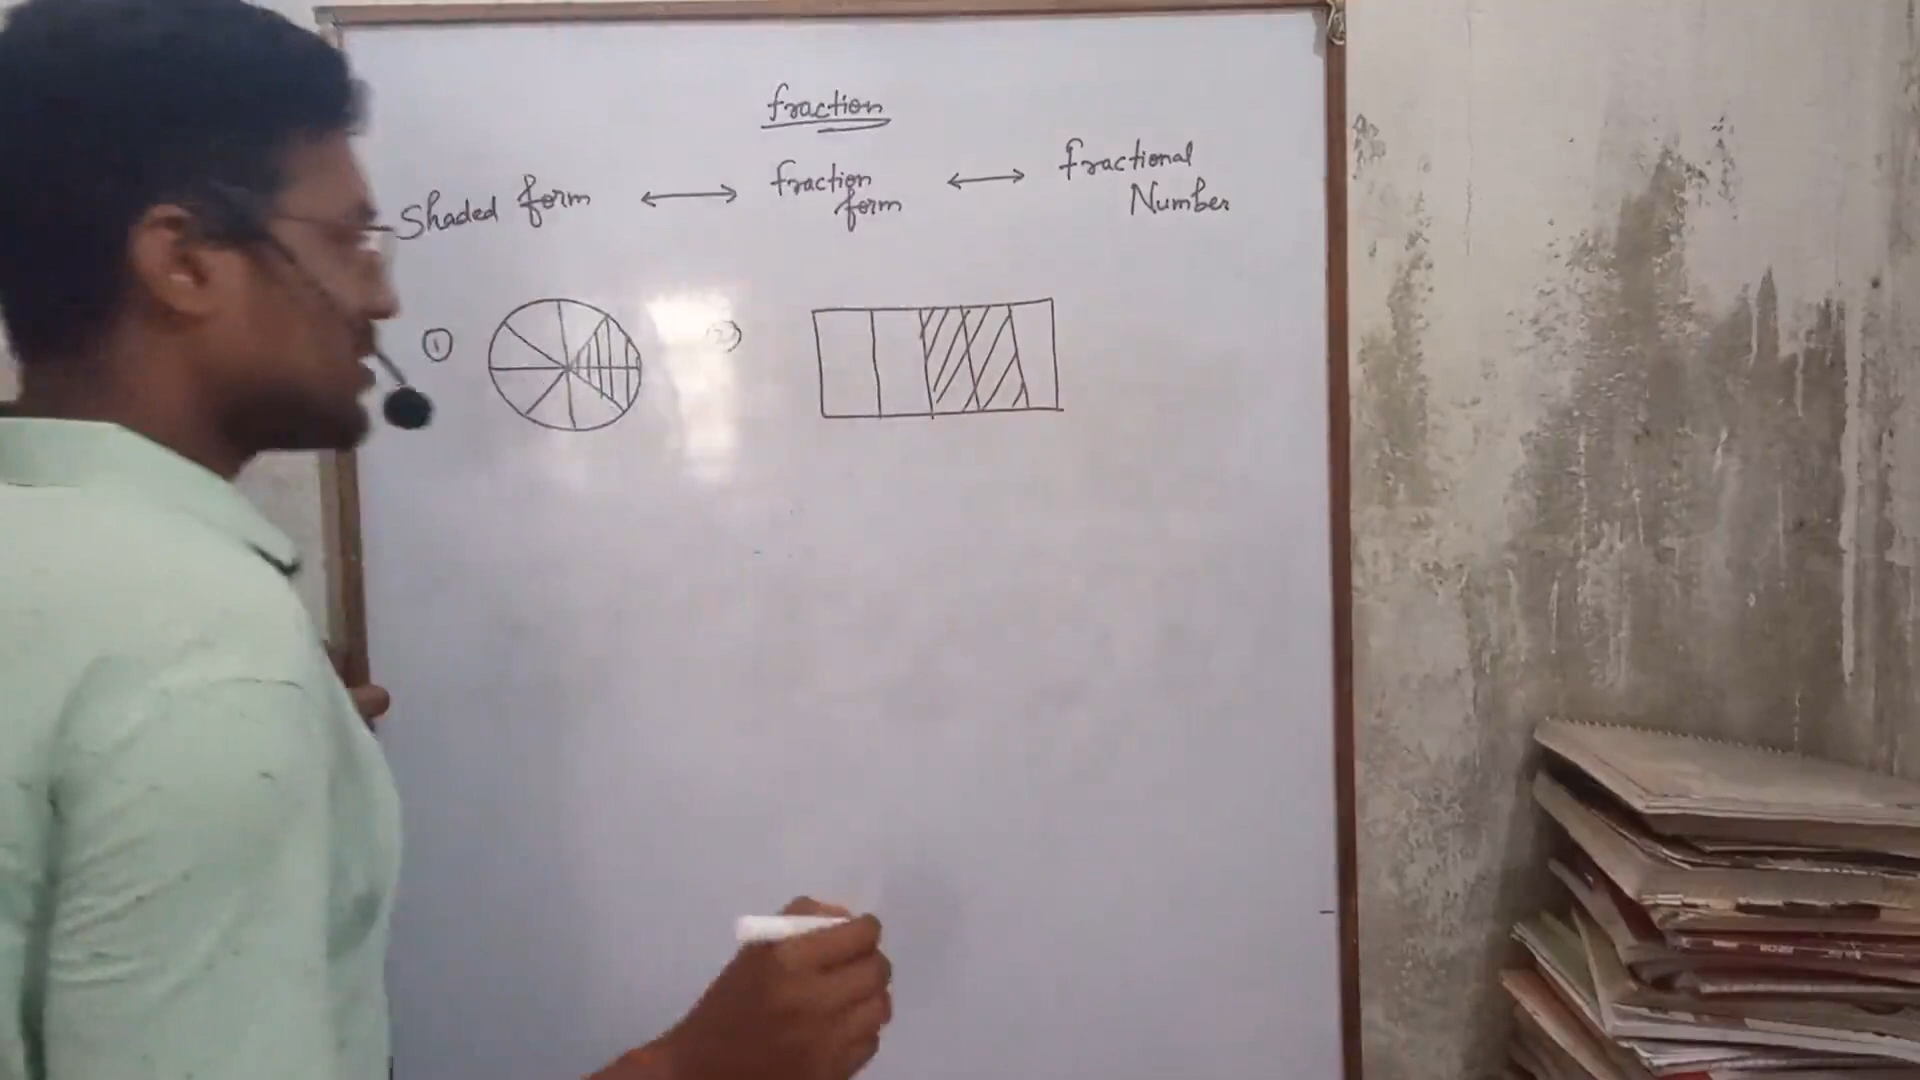 fraction
Shaded form ⟷ fraction form ⟷ fractional Number
① ②